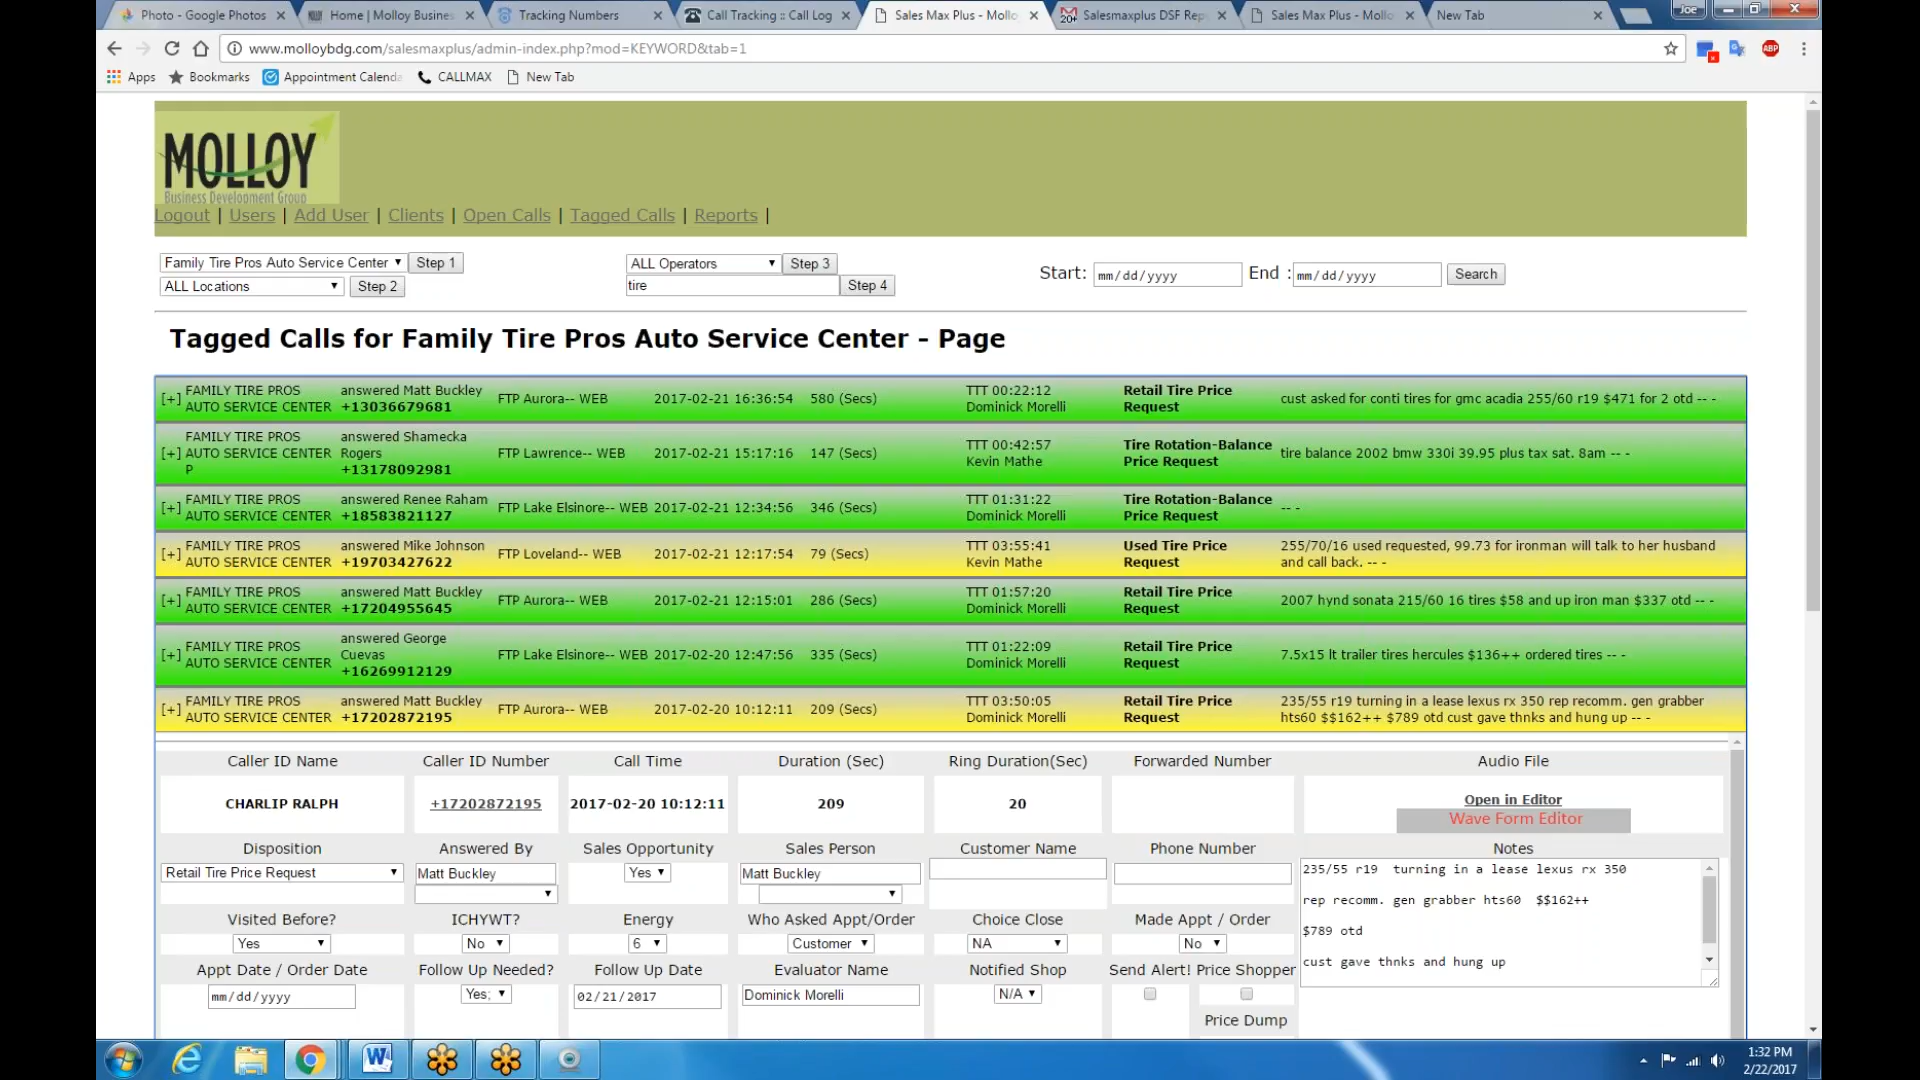 Photo - Google Photos
Home | Molloy Busines
Tracking Numbers
Call Tracking :: Call Log
Sales Max Plus - Mollo
Salesmaxplus DSF Rep
Sales Max Plus - Mollo
New Tab
Joe
www.molloybdg.com/salesmaxplus/admin-index.php?mod=KEYWORD&tab=1
ABP
Apps
Bookmarks
Appointment Calenda
CALLMAX
New Tab
MOLLOY
Business Development Group
Logout | Users | Add User | Clients | Open Calls | Tagged Calls | Reports |
Family Tire Pros Auto Service Center Step 1 ALL Operators Step 3
Start: mm/dd/yyyy End : mm/dd/yyyy Search
ALL Locations Step 2 tire Step 4
Tagged Calls for Family Tire Pros Auto Service Center - Page
[+] FAMILY TIRE PROS AUTO SERVICE CENTER answered Matt Buckley +13036679681 FTP Aurora-- WEB 2017-02-21 16:36:54 580 (Secs) TTT 00:22:12 Dominick Morelli Retail Tire Price Request cust asked for conti tires for gmc acadia 255/60 r19 $471 for 2 otd -- -
[+] FAMILY TIRE PROS AUTO SERVICE CENTER P answered Shamecka Rogers +13178092981 FTP Lawrence-- WEB 2017-02-21 15:17:16 147 (Secs) TTT 00:42:57 Kevin Mathe Tire Rotation-Balance Price Request tire balance 2002 bmw 330i 39.95 plus tax sat. 8am -- -
[+] FAMILY TIRE PROS AUTO SERVICE CENTER answered Renee Raham +18583821127 FTP Lake Elsinore-- WEB 2017-02-21 12:34:56 346 (Secs) TTT 01:31:22 Dominick Morelli Tire Rotation-Balance Price Request -- -
[+] FAMILY TIRE PROS AUTO SERVICE CENTER answered Mike Johnson +19703427622 FTP Loveland-- WEB 2017-02-21 12:17:54 79 (Secs) TTT 03:55:41 Kevin Mathe Used Tire Price Request 255/70/16 used requested, 99.73 for ironman will talk to her husband and call back. -- -
[+] FAMILY TIRE PROS AUTO SERVICE CENTER answered Matt Buckley +17204955645 FTP Aurora-- WEB 2017-02-21 12:15:01 286 (Secs) TTT 01:57:20 Dominick Morelli Retail Tire Price Request 2007 hynd sonata 215/60 16 tires $58 and up iron man $337 otd -- -
[+] FAMILY TIRE PROS AUTO SERVICE CENTER answered George Cuevas +16269912129 FTP Lake Elsinore-- WEB 2017-02-20 12:47:56 335 (Secs) TTT 01:22:09 Dominick Morelli Retail Tire Price Request 7.5x15 lt trailer tires hercules $136++ ordered tires -- -
[+] FAMILY TIRE PROS AUTO SERVICE CENTER answered Matt Buckley +17202872195 FTP Aurora-- WEB 2017-02-20 10:12:11 209 (Secs) TTT 03:50:05 Dominick Morelli Retail Tire Price Request 235/55 r19 turning in a lease lexus rx 350 rep recomm. gen grabber hts60 $$162++ $789 otd cust gave thnks and hung up -- -
Caller ID Name Caller ID Number Call Time Duration (Sec) Ring Duration(Sec) Forwarded Number Audio File
CHARLIP RALPH +17202872195 2017-02-20 10:12:11 209 20 Open in Editor
Wave Form Editor
Disposition Answered By Sales Opportunity Sales Person Customer Name Phone Number Notes
Retail Tire Price Request Matt Buckley Yes Matt Buckley
235/55 r19 turning in a lease lexus rx 350
rep recomm. gen grabber hts60 $$162++
$789 otd
cust gave thnks and hung up
Visited Before? ICHYWT? Energy Who Asked Appt/Order Choice Close Made Appt / Order
Yes No 6 Customer NA No
Appt Date / Order Date Follow Up Needed? Follow Up Date Evaluator Name Notified Shop Send Alert! Price Shopper
mm/dd/yyyy Yes; 02/21/2017 Dominick Morelli N/A
Price Dump
1:32 PM
2/22/2017